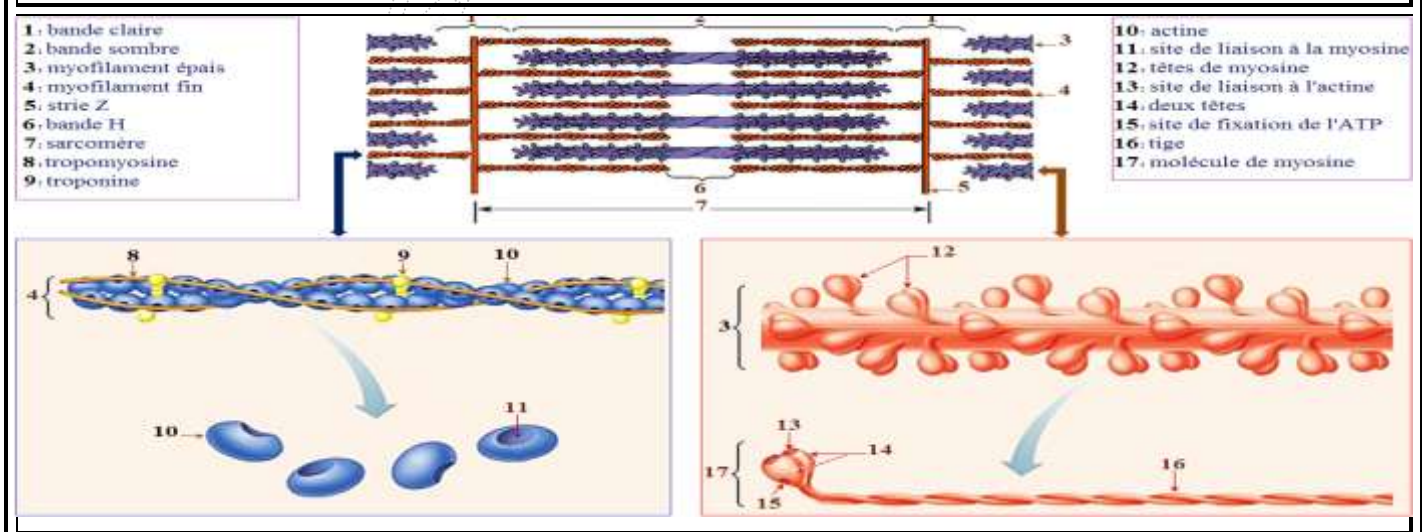 1: bande claire
2: bande sombre
3: myofilament épais
4: myofilament fin
5: strie Z
6: bande H
7: sarcomère
8: tropomyosine
9: troponine
1
2
1
3
4
6
5
7
10: actine
11: site de liaison à la myosine
12: têtes de myosine
13: site de liaison à l'actine
14: deux têtes
15: site de fixation de l'ATP
16: tige
17: molécule de myosine
8
9
10
4
10
11
12
3
13
14
17
15
16